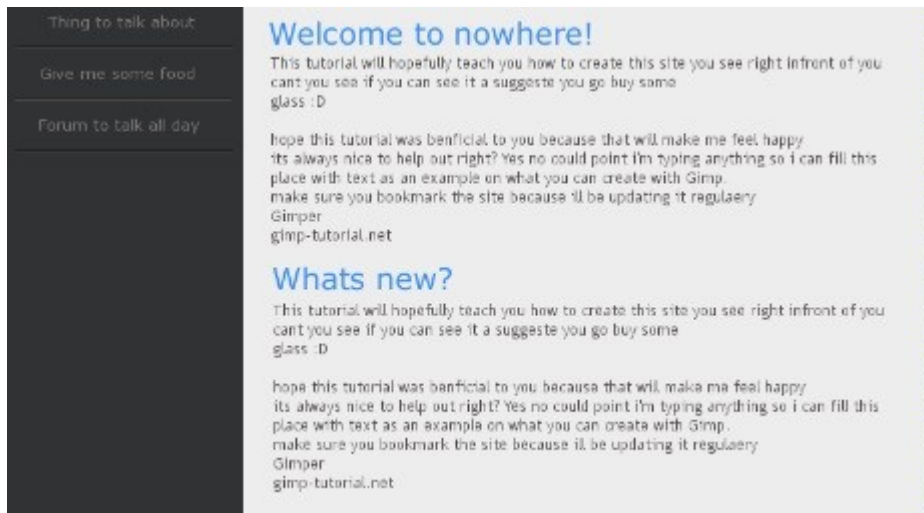 Thing to talk about
Give me some food
Forum to talk all day
Welcome to nowhere!
This tutorial will hopefully teach you how to create this site you see right infront of you
cant you see if you can see it a suggeste you go buy some
glass :D
hope this tutorial was benficial to you because that will make me feel happy
its always nice to help out right? Yes no could point i'm typing anything so i can fill this
place with text as an example on what you can create with Gimp.
make sure you bookmark the site because ill be updating it regulaery
Gimper
gimp-tutorial.net
Whats new?
This tutorial will hopefully teach you how to create this site you see right infront of you
cant you see if you can see it a suggeste you go buy some
glass :D
hope this tutorial was benficial to you because that will make me feel happy
its always nice to help out right? Yes no could point i'm typing anything so i can fill this
place with text as an example on what you can create with Gimp.
make sure you bookmark the site because ill be updating it regulaery
Gimper
gimp-tutorial.net